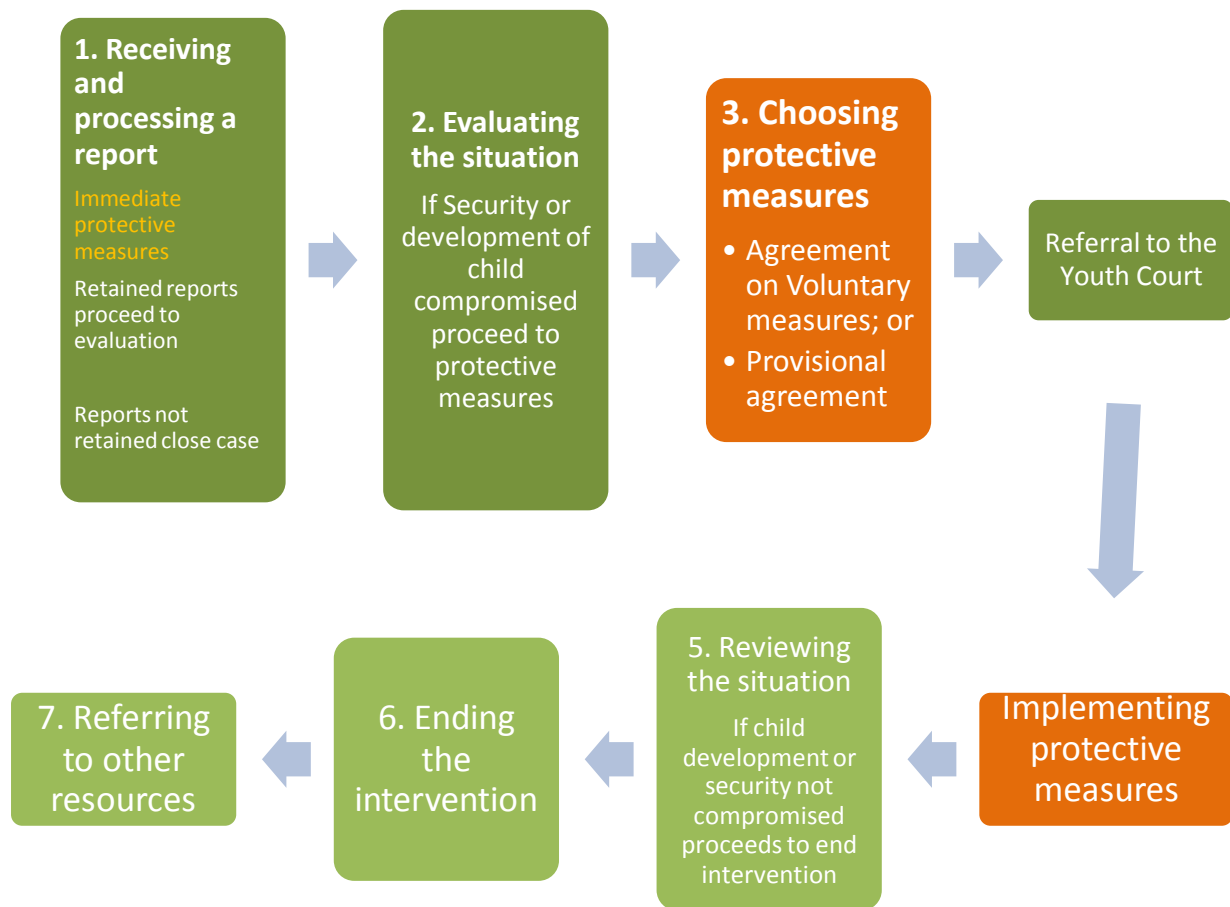 1. Receiving
and
processing a
report
Immediate
protective
measures
Retained reports
proceed to
evaluation
Reports not
retained close case
2. Evaluating
the situation
If Security or
development of
child
compromised
proceed to
protective
measures
3. Choosing
protective
measures
• Agreement
on Voluntary
measures; or
• Provisional
agreement
Referral to the
Youth Court
Implementing
protective
measures
5. Reviewing
the situation
If child
development or
security not
compromised
proceeds to end
intervention
6. Ending
the
intervention
7. Referring
to other
resources